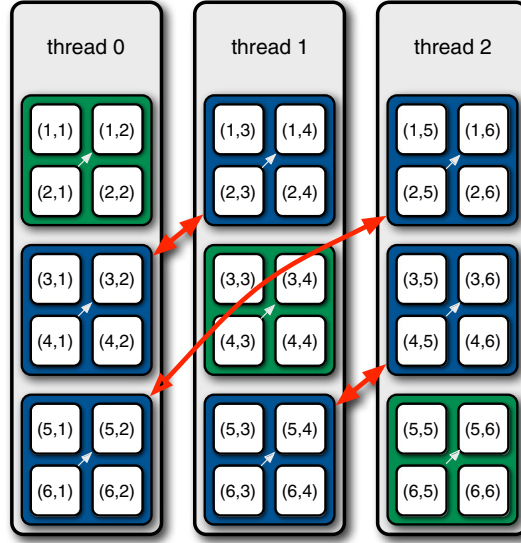 thread 0 thread 1 thread 2
(1,1) (1,2) (1,3) (1,4) (1,5) (1,6)
(2,1) (2,2) (2,3) (2,4) (2,5) (2,6)
(3,1) (3,2) (3,3) (3,4) (3,5) (3,6)
(4,1) (4,2) (4,3) (4,4) (4,5) (4,6)
(5,1) (5,2) (5,3) (5,4) (5,5) (5,6)
(6,1) (6,2) (6,3) (6,4) (6,5) (6,6)